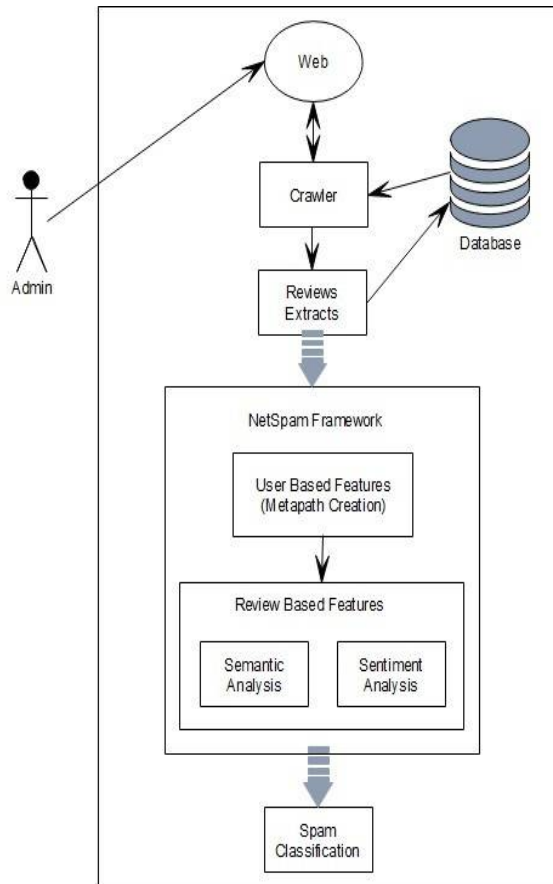 Web
Crawler
Database
Admin
Reviews
Extracts
NetSpam Framework
User Based Features
(Metapath Creation)
Review Based Features
Semantic
Analysis
Sentiment
Analysis
Spam
Classification